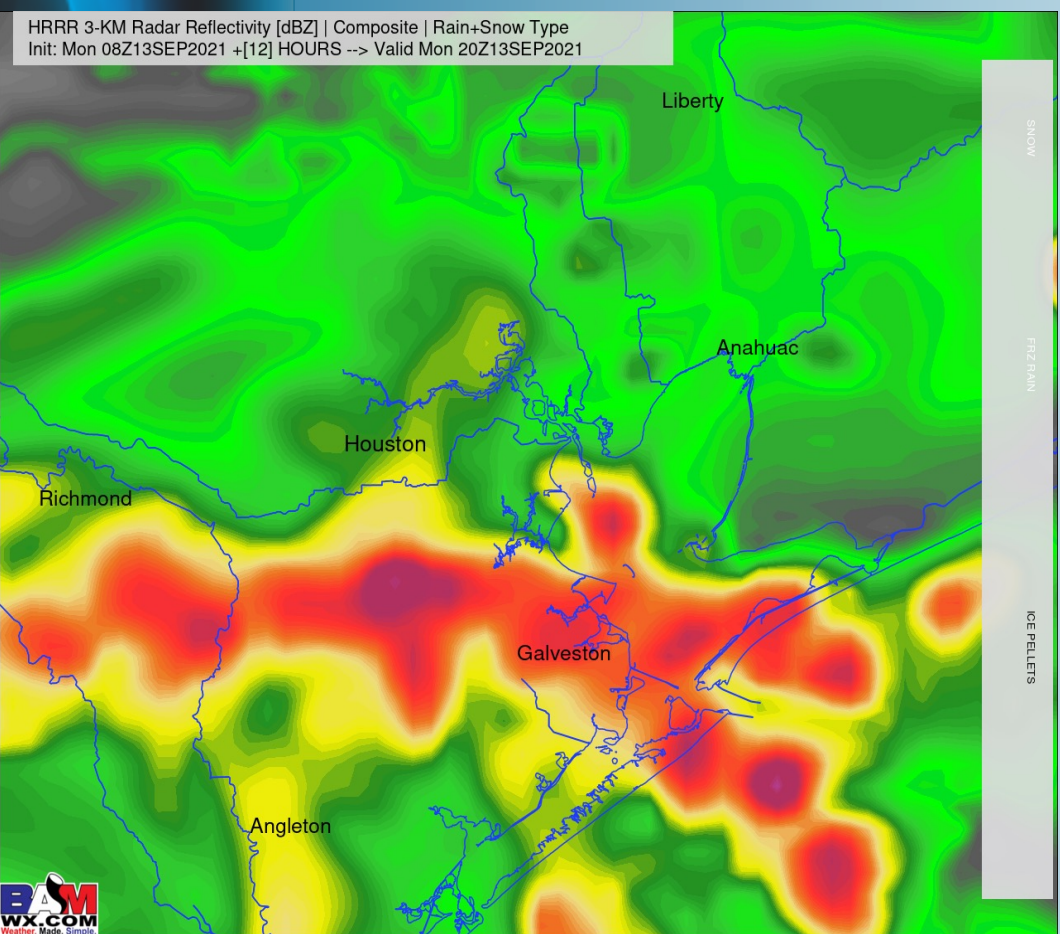 HRRR 3-KM Radar Reflectivity [dBZ] | Composite | Rain+Snow Type
Init: Mon 08Z13SEP2021 +[12] HOURS --> Valid Mon 20Z13SEP2021
Liberty
SNOW
Anahuac
FRZ RAIN
Houston
Richmond
ICE PELLETS
Galveston
Angleton
BAM
WX.COM
Weather. Made. Simple.